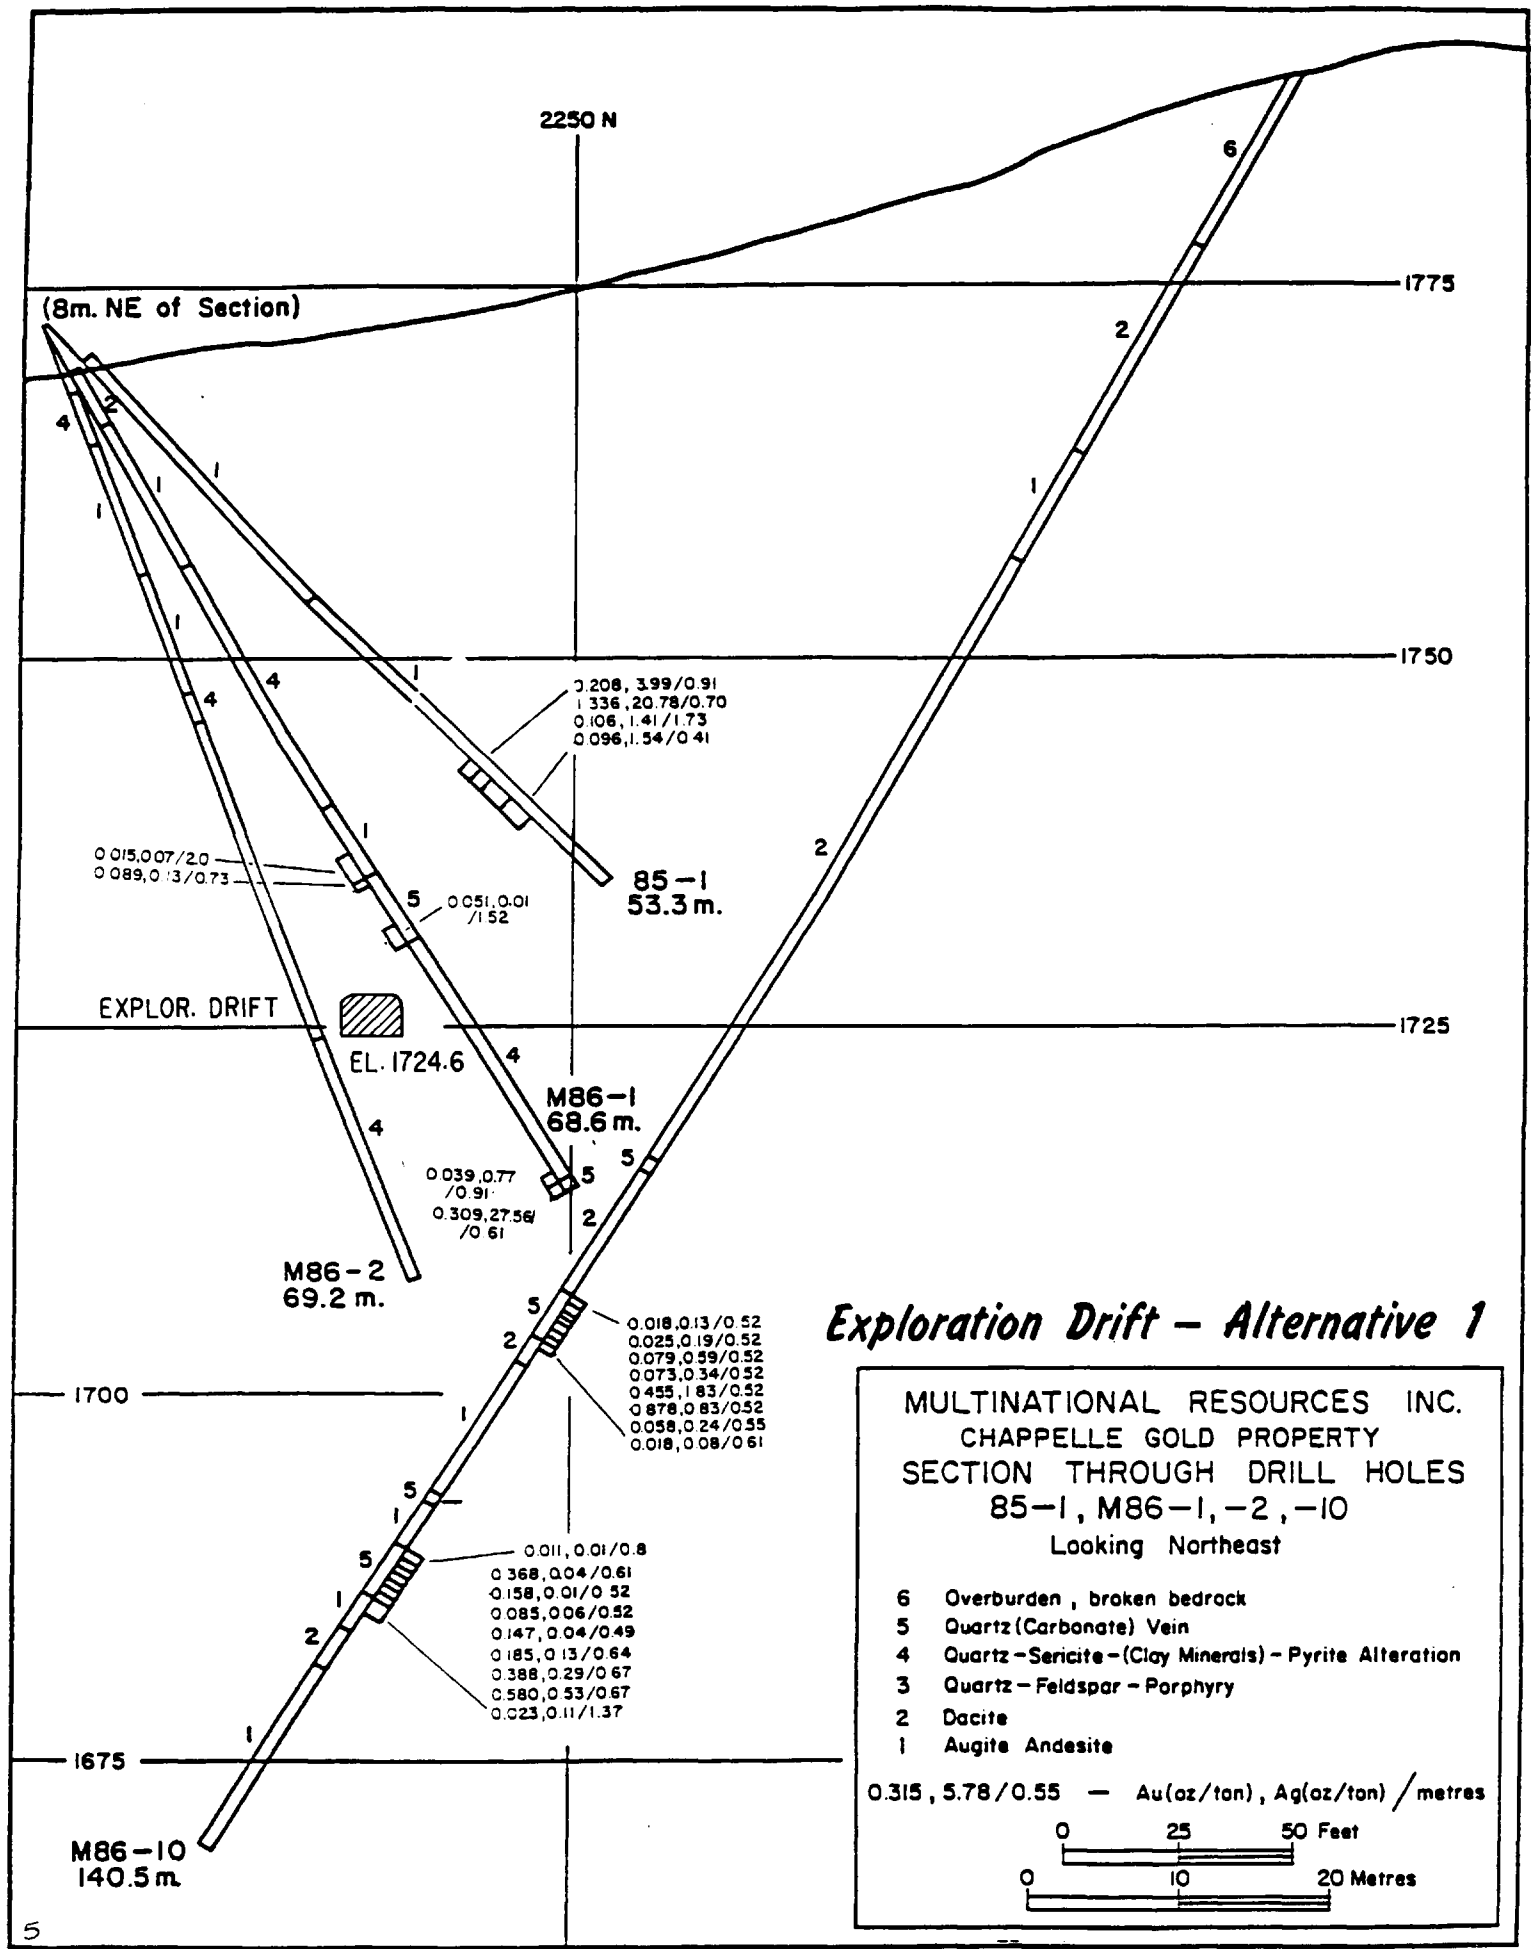 2250 N
6
(8m. NE of Section)
1775
2
2
4
1
1
1
1
1
2
1750
4
4
1
0.208, 3.99/0.91
1.336, 20.78/0.70
0.106, 1.41/1.73
0.096, 1.54/0.41
1
2
0.015, 0.07/2.0
0.089, 0.13/0.73
5
0.051, 0.01
/1.52
85-1
53.3 m.
EXPLOR. DRIFT
1725
EL. 1724.6
4
M86-1
68.6 m.
4
5
0.039, 0.77
/0.91
5
0.309, 27.56
/0.61
2
M86-2
69.2 m.
5
2
0.018, 0.13/0.52
0.025, 0.19/0.52
0.079, 0.59/0.52
0.073, 0.34/0.52
0.455, 1.83/0.52
0.878, 0.83/0.52
0.058, 0.24/0.55
0.018, 0.08/0.61
Exploration Drift - Alternative 1
1700
1
5
1
5
0.011, 0.01/0.8
0.368, 0.04/0.61
0.158, 0.01/0.52
0.085, 0.06/0.52
0.147, 0.04/0.49
0.185, 0.13/0.64
0.388, 0.29/0.67
0.580, 0.53/0.67
0.023, 0.11/1.37
1
2
1
1675
M86-10
140.5 m.
MULTINATIONAL RESOURCES INC.
CHAPPELLE GOLD PROPERTY
SECTION THROUGH DRILL HOLES
85-1, M86-1, -2, -10
Looking Northeast
6 Overburden, broken bedrock
5 Quartz (Carbonate) Vein
4 Quartz-Sericite-(Clay Minerals)-Pyrite Alteration
3 Quartz-Feldspar-Porphyry
2 Dacite
1 Augite Andesite
0.315, 5.78/0.55 — Au(oz/ton), Ag(oz/ton)/metres
0 25 50 Feet
0 10 20 Metres
5